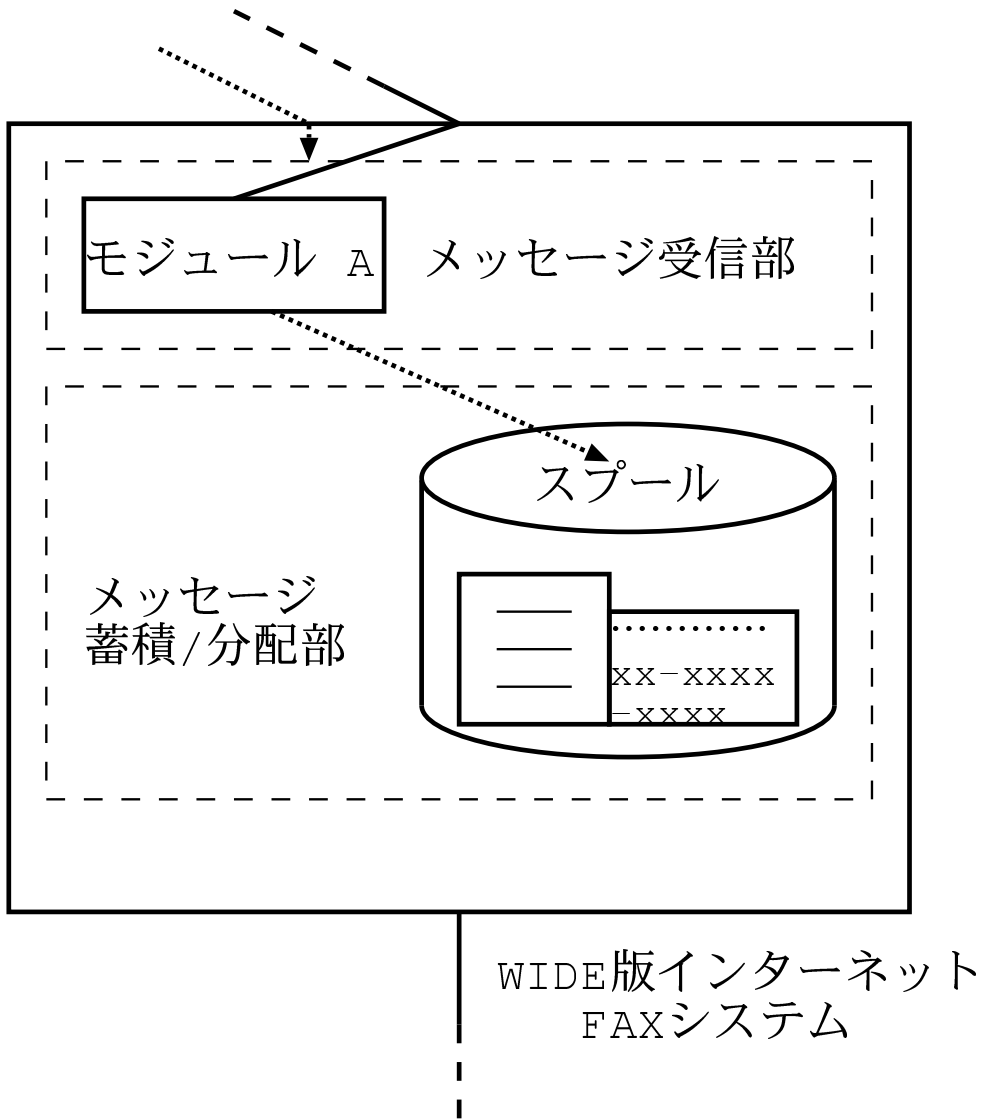 モジュール A
メッセージ受信部
スプール
メッセージ
蓄積/分配部
............
xx-xxxx
-xxxx
WIDE版インターネット
FAXシステム